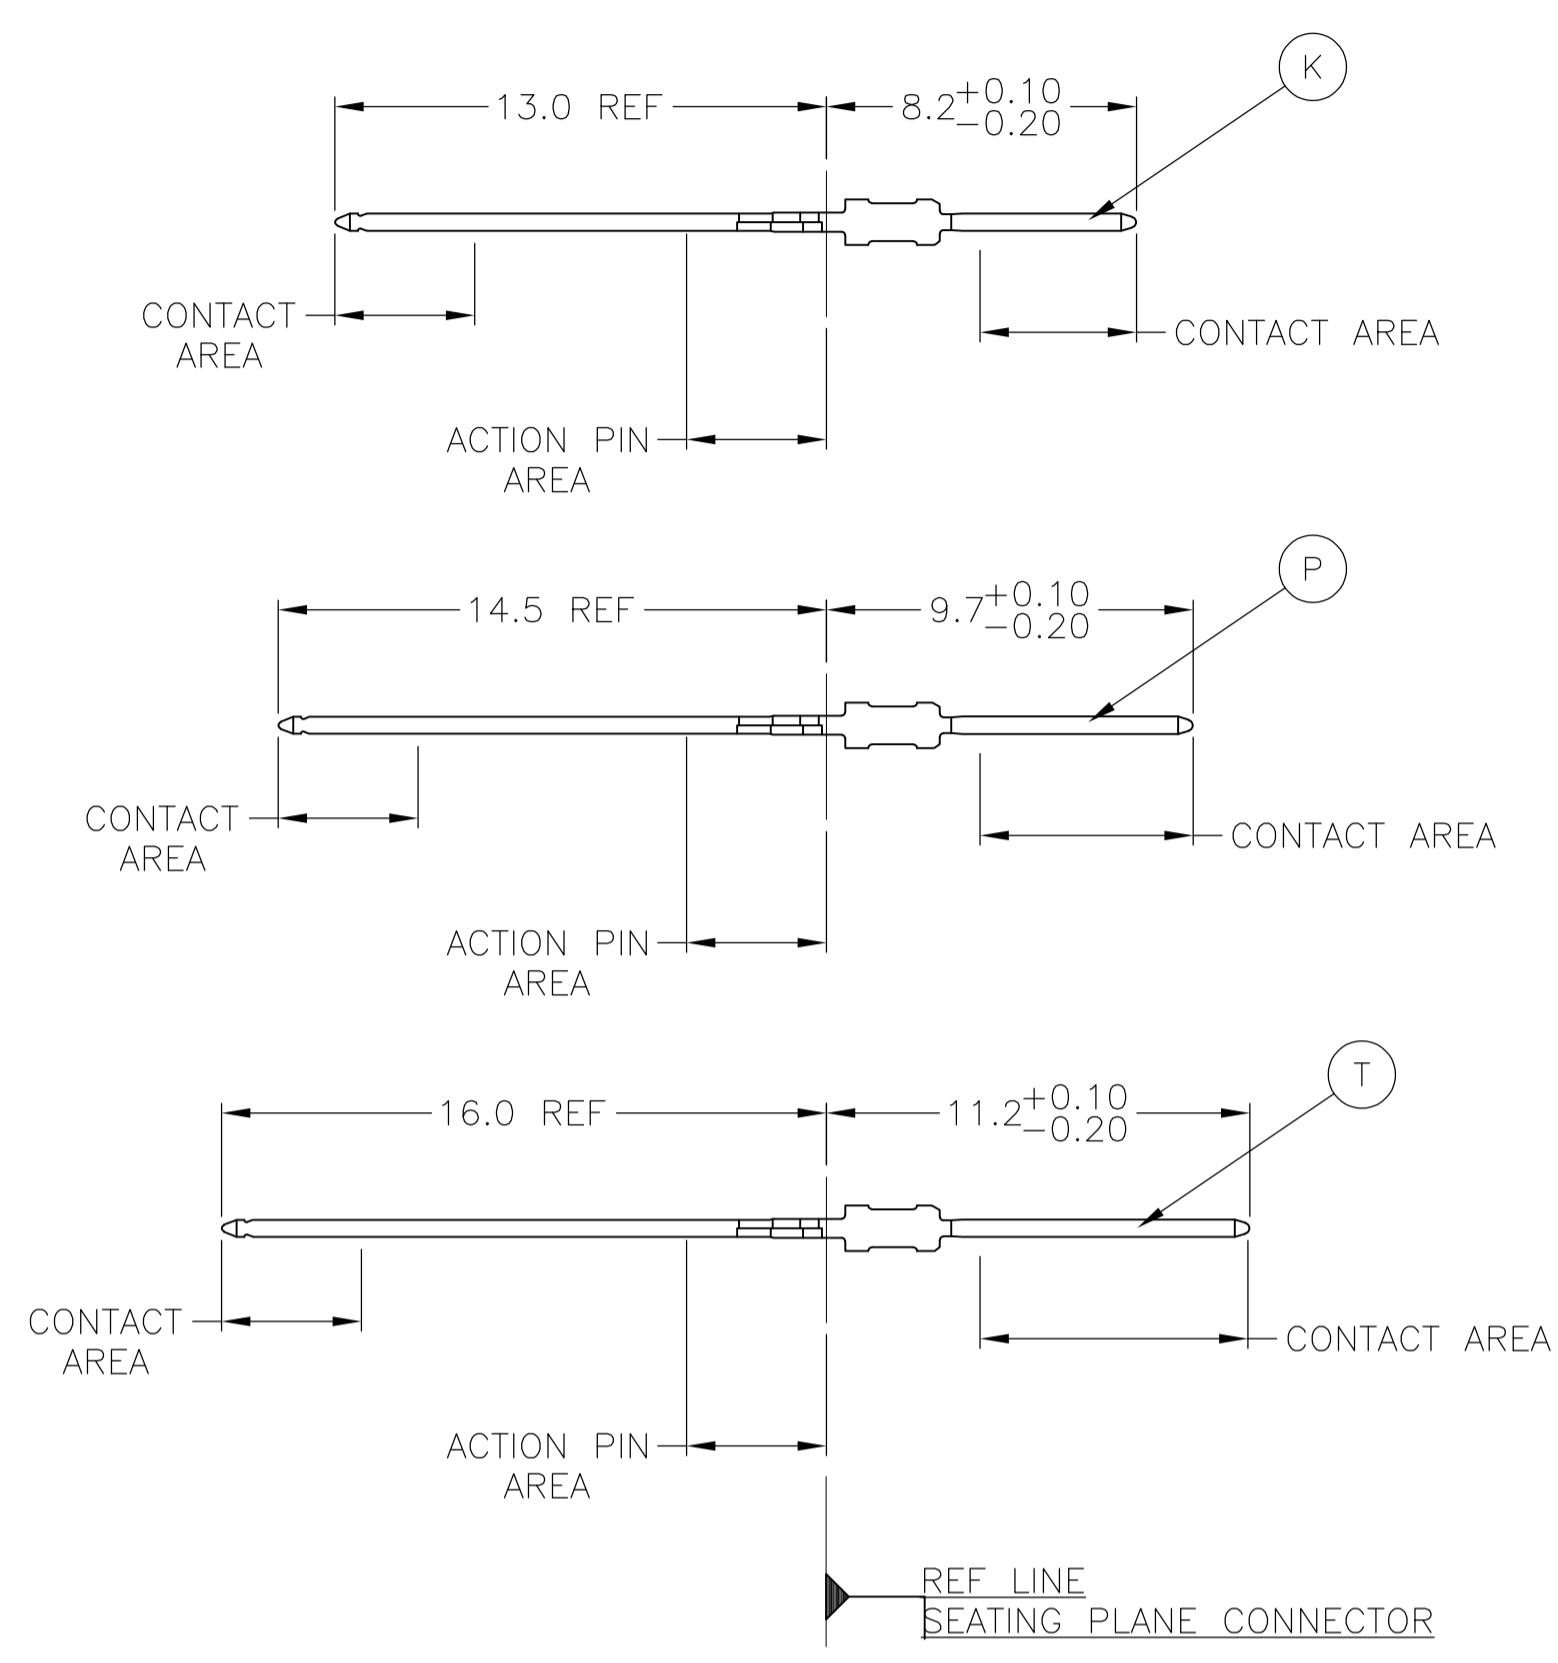 K
13.0 REF
8.2 +0.10
-0.20
CONTACT
AREA
CONTACT AREA
ACTION PIN
AREA
P
14.5 REF
9.7 +0.10
-0.20
CONTACT
AREA
CONTACT AREA
ACTION PIN
AREA
T
16.0 REF
11.2 +0.10
-0.20
CONTACT
AREA
CONTACT AREA
ACTION PIN
AREA
REF LINE
SEATING PLANE CONNECTOR